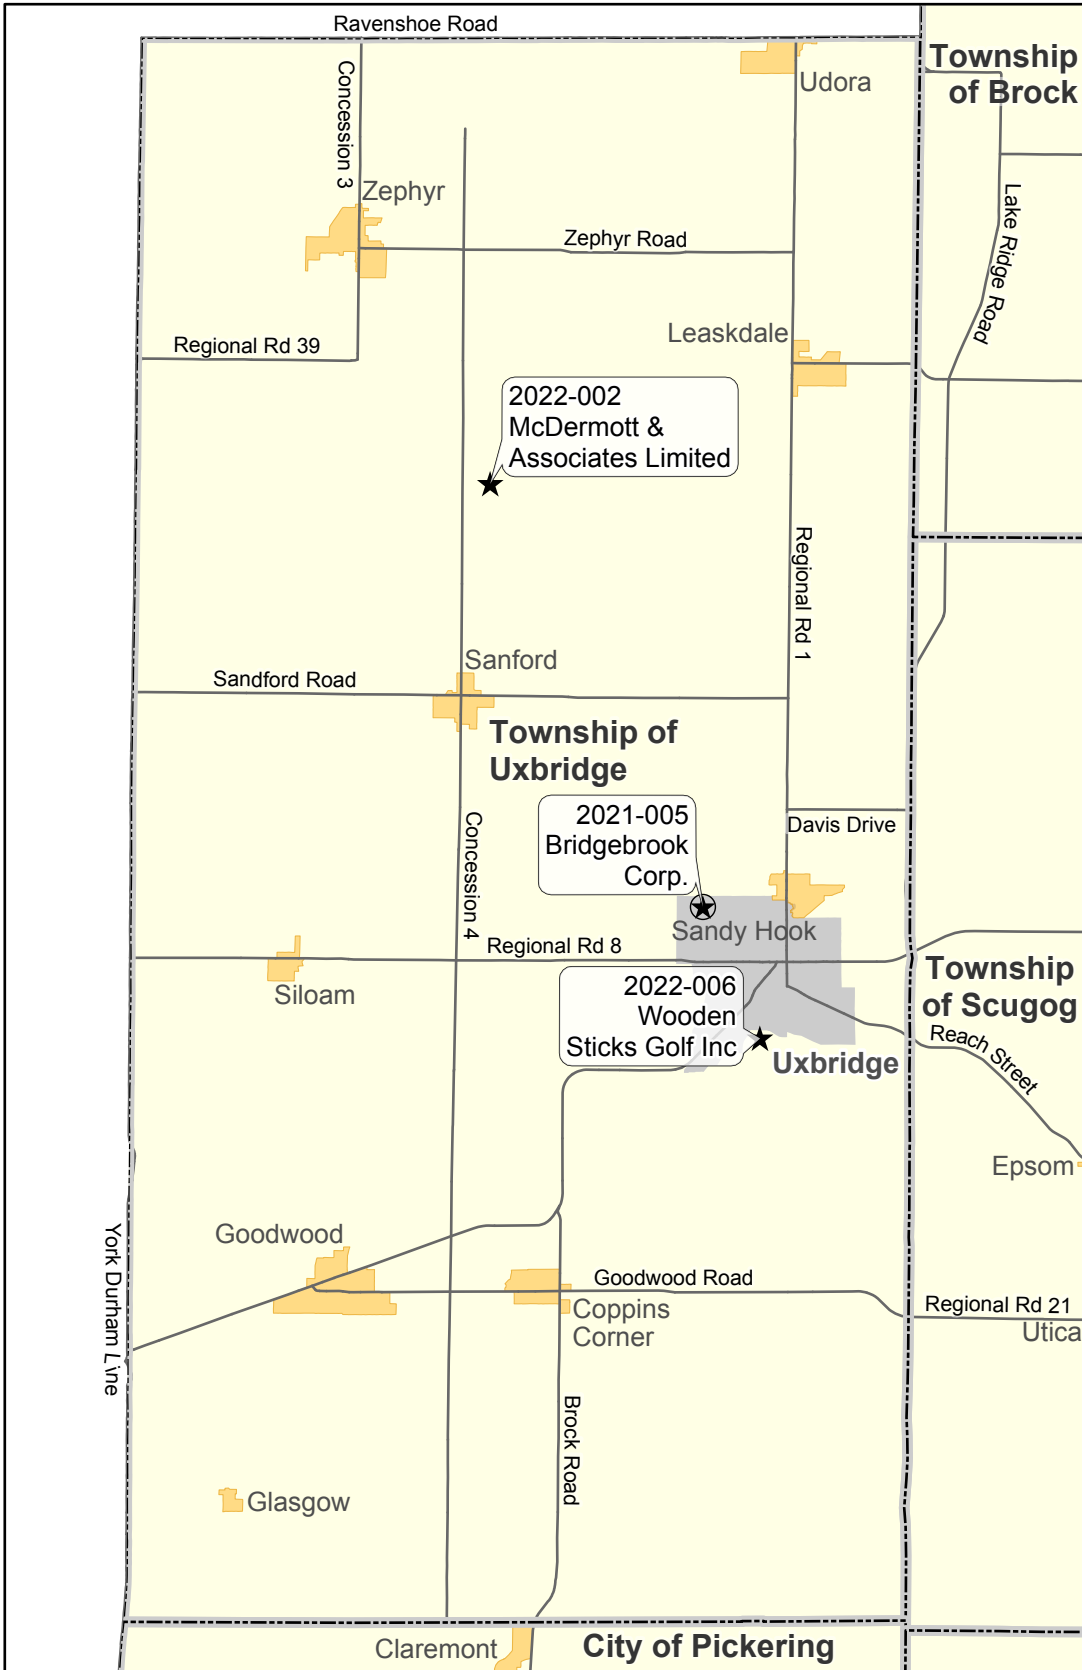 Ravenshoe Road
Township
of Brock
Udora
Concession 3
Zephyr
Lake Ridge Road
Zephyr Road
Leaskdale
Regional Rd 39
2022-002
McDermott &
Associates Limited
Regional Rd 1
Sanford
Sandford Road
Township of
Uxbridge
2021-005
Bridgebrook
Corp.
Davis Drive
Concession 4
Sandy Hook
Regional Rd 8
Township
of Scugog
Siloam
2022-006
Wooden
Sticks Golf Inc
Uxbridge
Reach Street
Epsom
Goodwood
York Durham Line
Goodwood Road
Regional Rd 21
Coppins
Corner
Utica
Brock Road
Glasgow
Claremont
City of Pickering